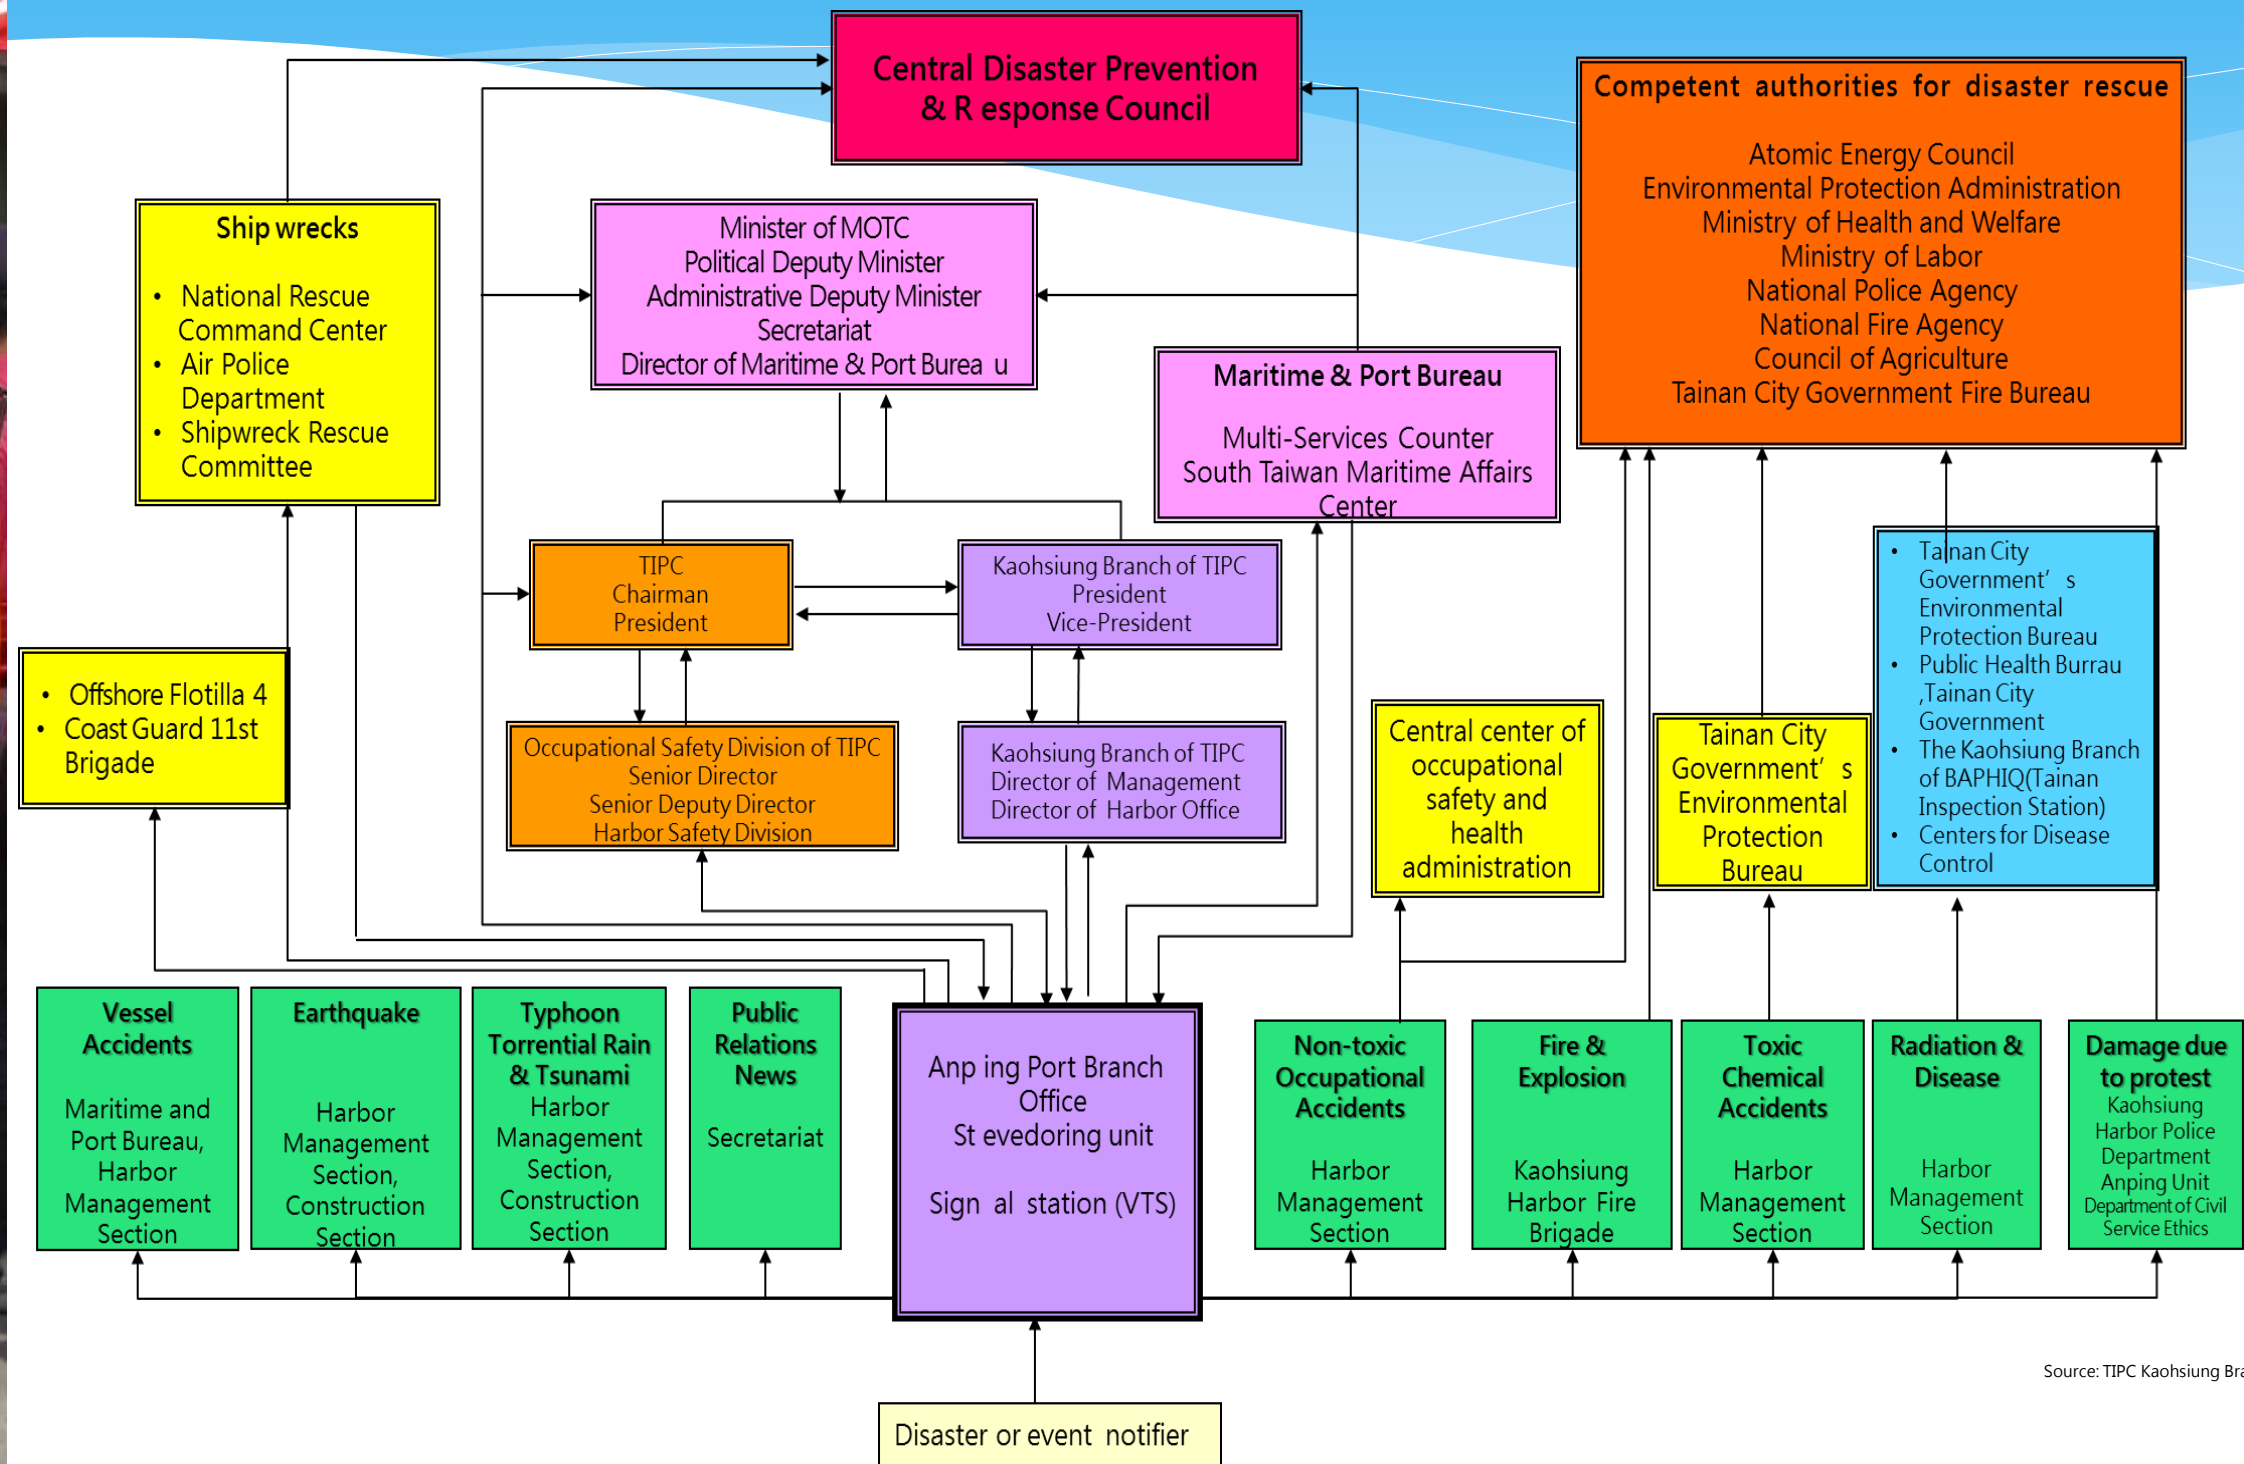 Central Disaster Prevention
& R esponse Council
Competent authorities for disaster rescue
Atomic Energy Council
Environmental Protection Administration
Ministry of Health and Welfare
Ministry of Labor
National Police Agency
National Fire Agency
Council of Agriculture
Tainan City Government Fire Bureau
Ship wrecks
• National Rescue
Command Center
• Air Police
Department
• Shipwreck Rescue
Committee
Minister of MOTC
Political Deputy Minister
Administrative Deputy Minister
Secretariat
Director of Maritime & Port Burea u
Maritime & Port Bureau
Multi-Services Counter
South Taiwan Maritime Affairs
Center
TIPC
Chairman
President
Kaohsiung Branch of TIPC
President
Vice-President
• Tainan City
Government’ s
Environmental
Protection Bureau
• Public Health Burrau
,Tainan City
Government
• The Kaohsiung Branch
of BAPHIQ(Tainan
Inspection Station)
• Centers for Disease
Control
• Offshore Flotilla 4
• Coast Guard 11st
Brigade
Occupational Safety Division of TIPC
Senior Director
Senior Deputy Director
Harbor Safety Division
Kaohsiung Branch of TIPC
Director of Management
Director of Harbor Office
Central center of
occupational
safety and
health
administration
Tainan City
Government’ s
Environmental
Protection
Bureau
Vessel
Accidents
Maritime and
Port Bureau,
Harbor
Management
Section
Earthquake
Harbor
Management
Section,
Construction
Section
Typhoon
Torrential Rain
& Tsunami
Harbor
Management
Section,
Construction
Section
Public
Relations
News
Secretariat
Anp ing Port Branch
Office
St evedoring unit
Sign al station (VTS)
Non-toxic
Occupational
Accidents
Harbor
Management
Section
Fire &
Explosion
Kaohsiung
Harbor Fire
Brigade
Toxic
Chemical
Accidents
Harbor
Management
Section
Radiation &
Disease
Harbor
Management
Section
Damage due
to protest
Kaohsiung
Harbor Police
Department
Anping Unit
Department of Civil
Service Ethics
Source: TIPC Kaohsiung Bra
Disaster or event notifier